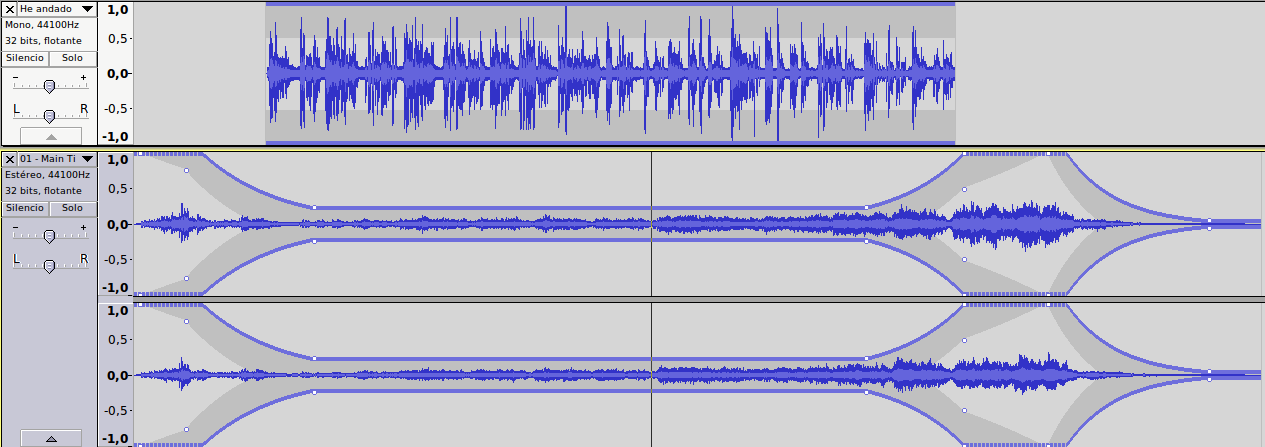 He andado
Mono, 44100Hz
32 bits, flotante
Silencio Solo
- +
L R
1,0
0,5
0,0
-0,5
-1,0
01 - Main Ti
Estéreo, 44100Hz
32 bits, flotante
Silencio Solo
- +
L R
1,0
0,5
0,0
-0,5
-1,0
1,0
0,5
0,0
-0,5
-1,0